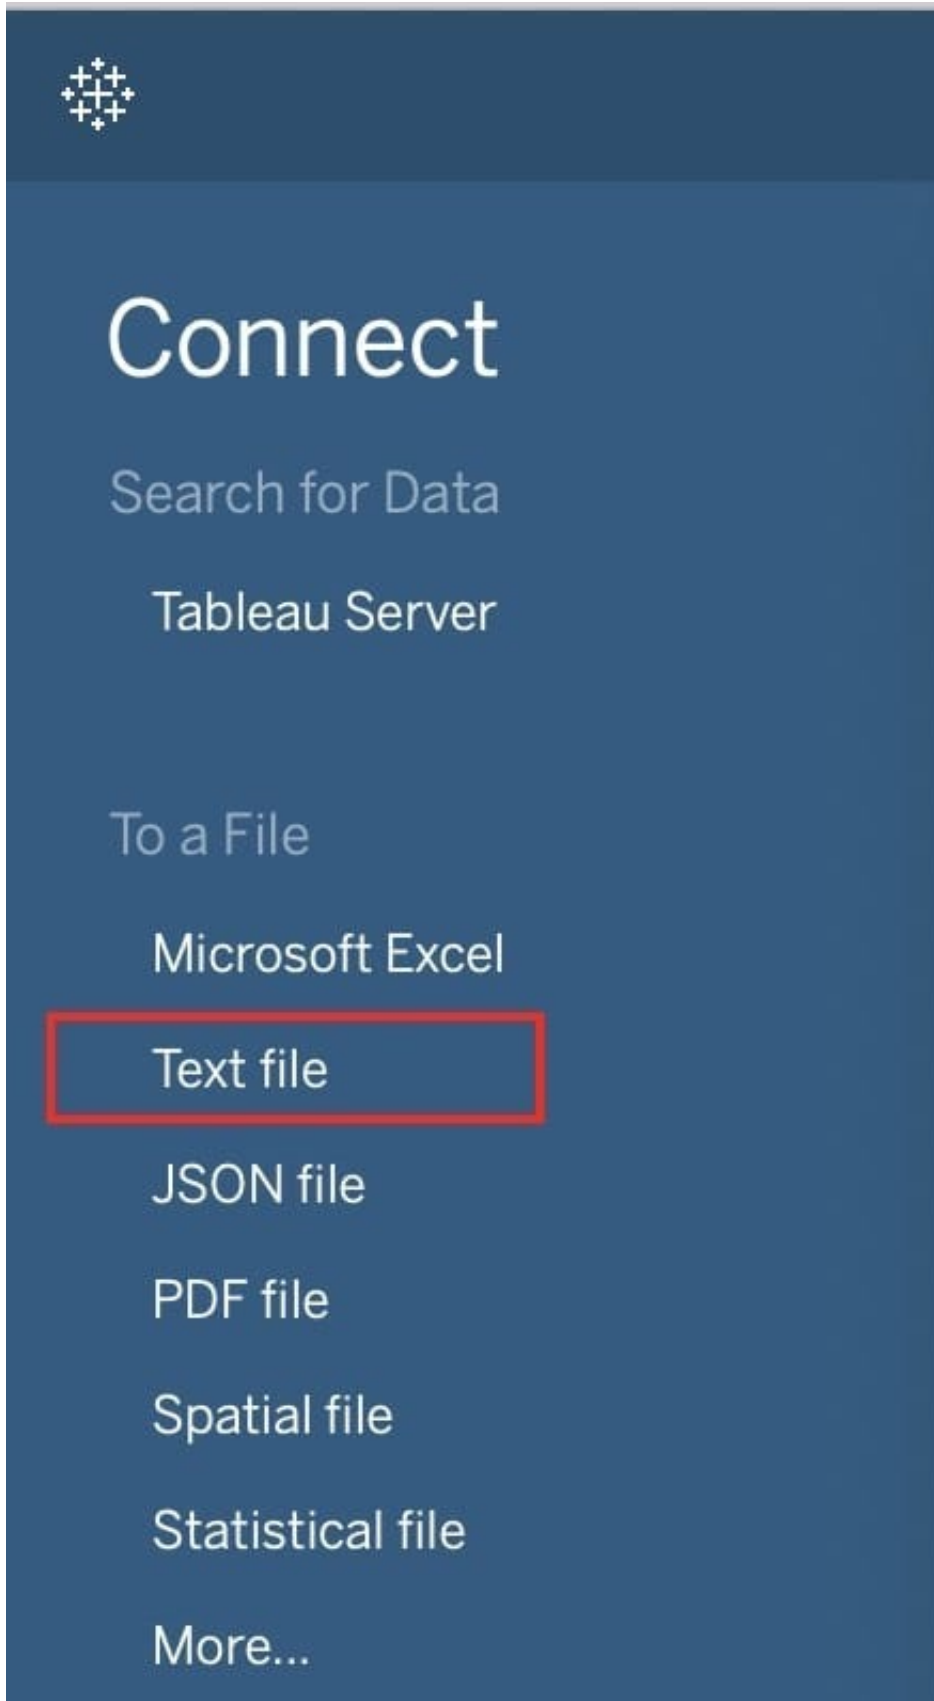 Connect
Search for Data
Tableau Server
To a File
Microsoft Excel
Text file
JSON file
PDF file
Spatial file
Statistical file
More...